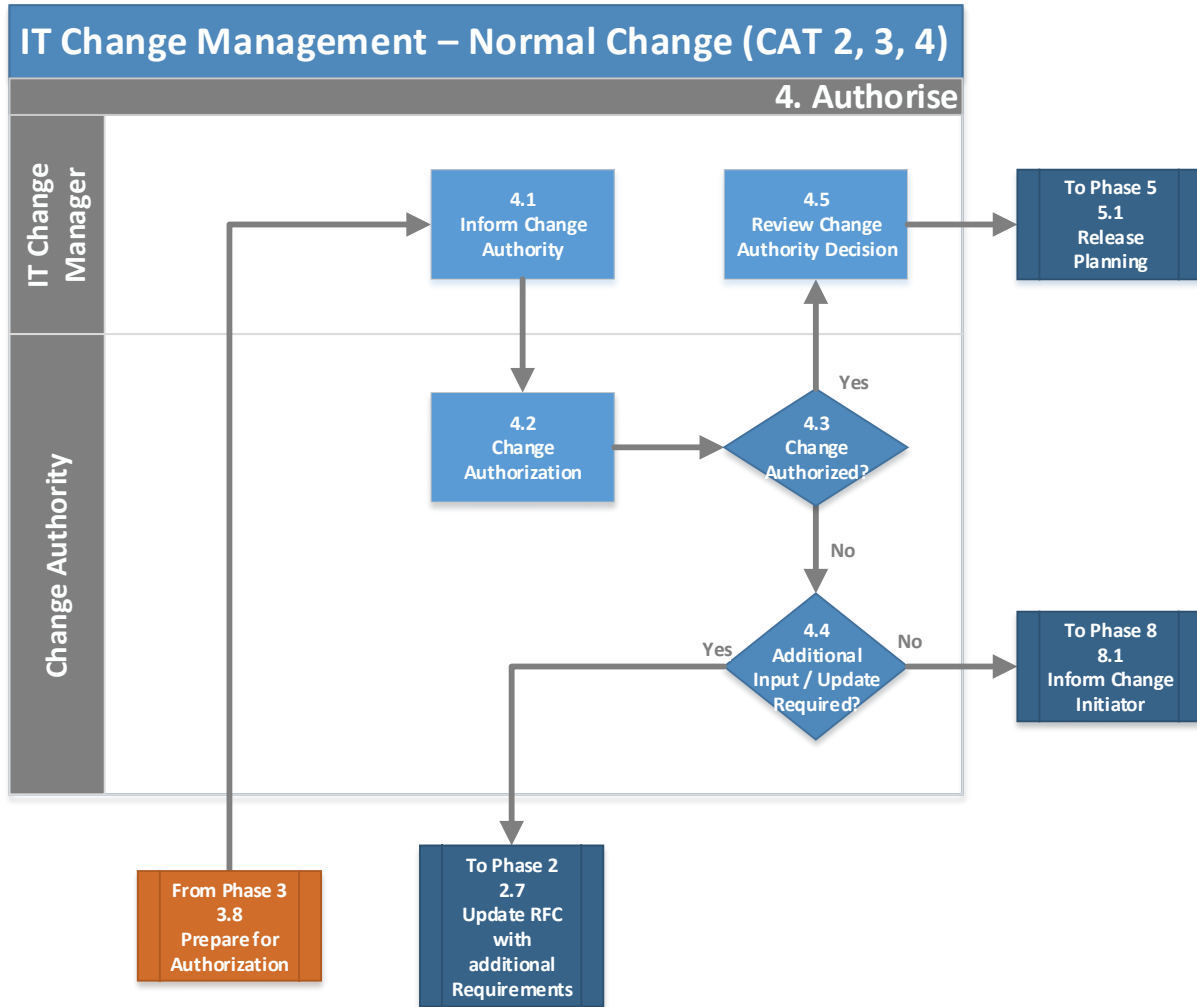 IT Change Management – Normal Change (CAT 2, 3, 4)
4. Authorise
IT Change
Manager
4.1
Inform Change
Authority
4.5
Review Change
Authority Decision
To Phase 5
5.1
Release
Planning
Change Authority
4.2
Change
Authorization
Yes
4.3
Change
Authorized?
No
Yes
4.4
Additional
Input / Update
Required?
No
To Phase 8
8.1
Inform Change
Initiator
From Phase 3
3.8
Prepare for
Authorization
To Phase 2
2.7
Update RFC
with
additional
Requirements